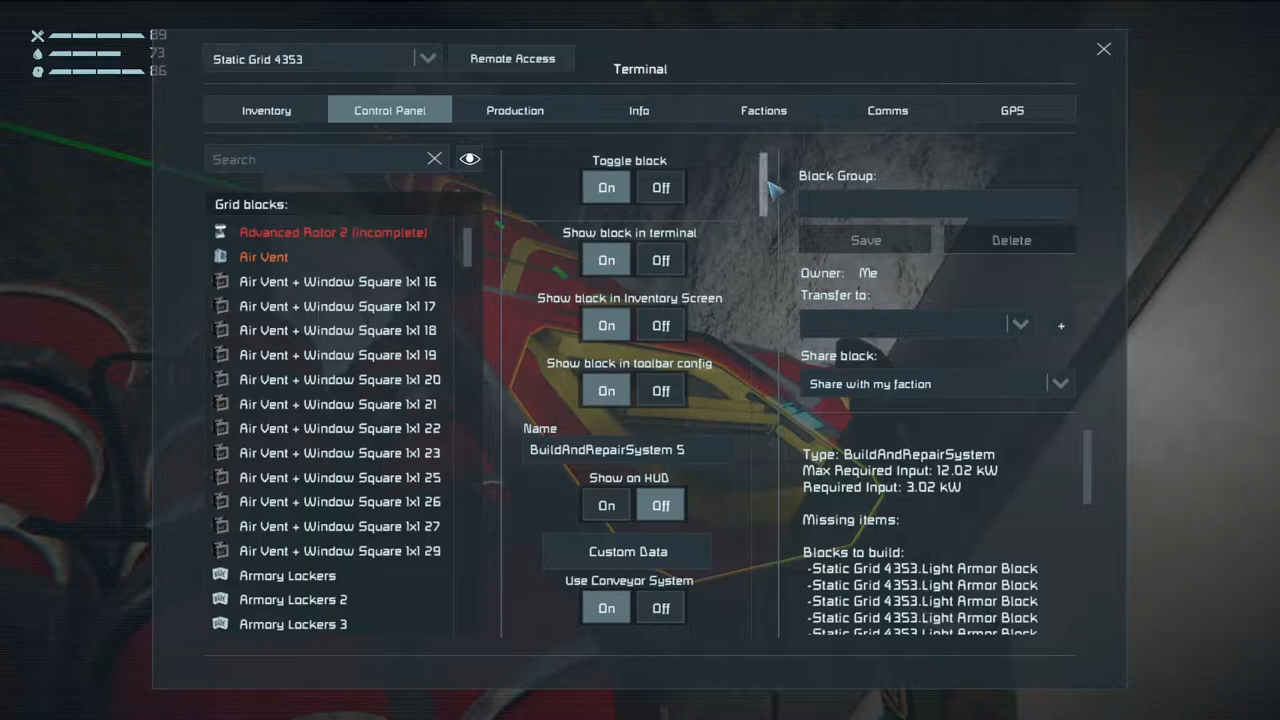 89
73
86
Static Grid 4353
Remote Access
Terminal
Inventory
Control Panel
Production
Info
Factions
Comms
GPS
Search
Grid blocks:
Advanced Rotor 2 (Incomplete)
Air Vent
Air Vent + Window Square 1x1 16
Air Vent + Window Square 1x1 17
Air Vent + Window Square 1x1 18
Air Vent + Window Square 1x1 19
Air Vent + Window Square 1x1 20
Air Vent + Window Square 1x1 21
Air Vent + Window Square 1x1 22
Air Vent + Window Square 1x1 23
Air Vent + Window Square 1x1 25
Air Vent + Window Square 1x1 26
Air Vent + Window Square 1x1 27
Air Vent + Window Square 1x1 29
Armory Lockers
Armory Lockers 2
Armory Lockers 3
Toggle block
On Off
Show block in terminal
On Off
Show block in Inventory Screen
On Off
Show block in toolbar config
On Off
Name
BuildAndRepairSystem 5
Show on HUD
On Off
Custom Data
Use Conveyor System
On Off
Block Group:
Save Delete
Owner: Me
Transfer to:
+
Share block:
Share with my faction
Type: BuildAndRepairSystem
Max Required Input: 12.02 kW
Required Input: 3.02 kW
Missing items:
Blocks to build:
-Static Grid 4353.Light Armor Block
-Static Grid 4353.Light Armor Block
-Static Grid 4353.Light Armor Block
-Static Grid 4353.Light Armor Block
-Static Grid 4353.Light Armor Block